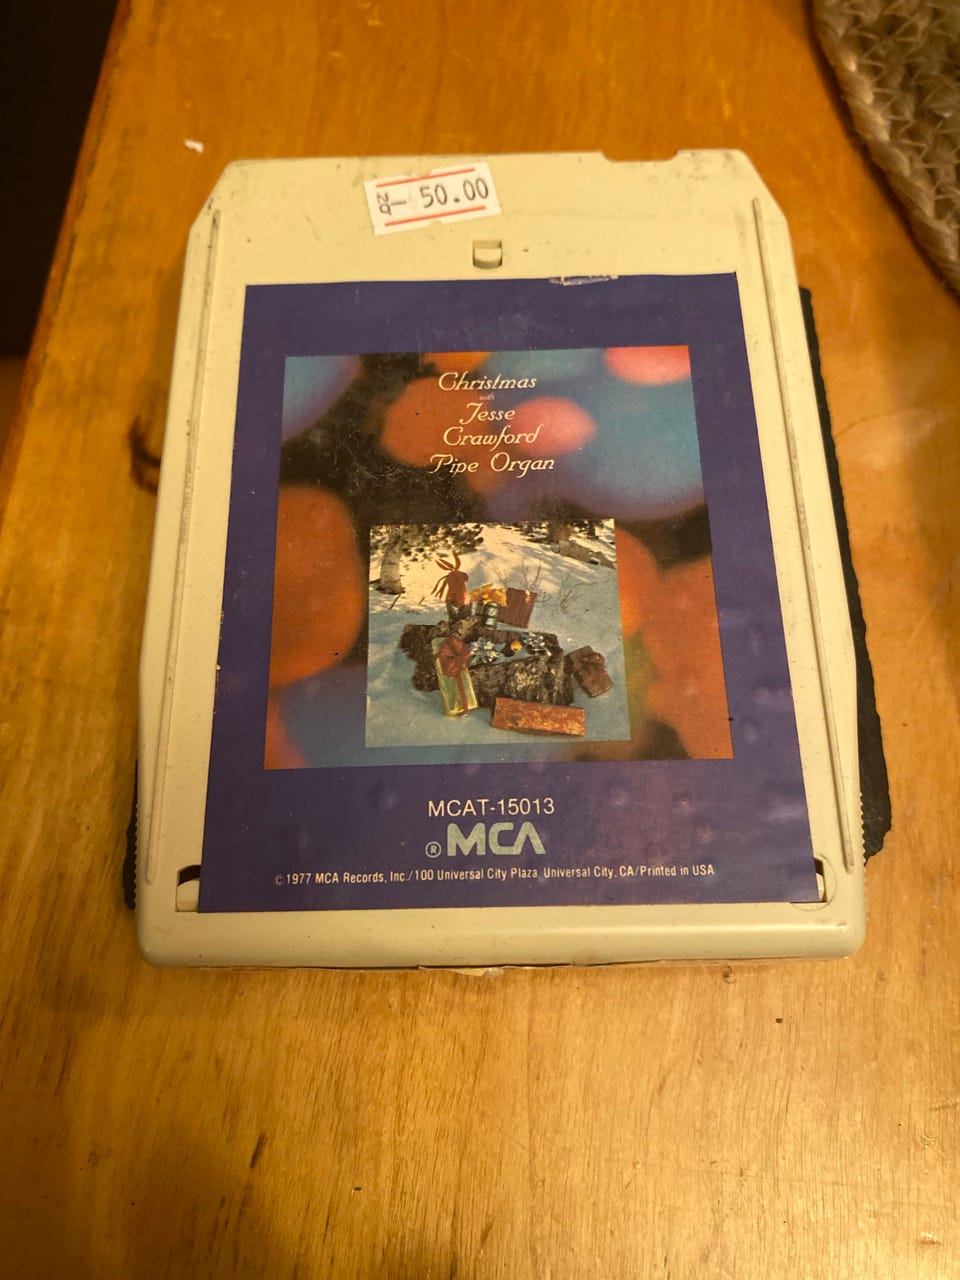 50.00
Christmas
with
Jesse
Crawford
Pipe Organ
MCAT-15013
® MCA
© 1977 MCA Records, Inc./100 Universal City Plaza, Universal City, CA/Printed in USA